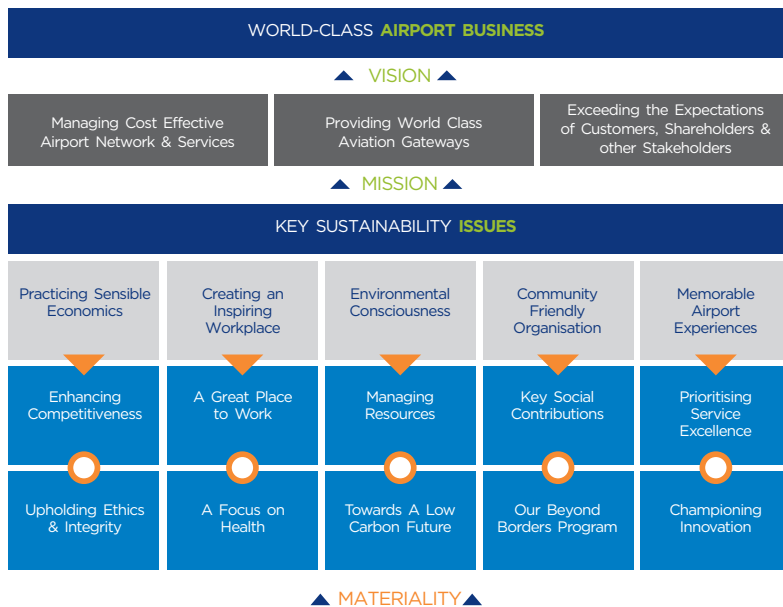 WORLD-CLASS AIRPORT BUSINESS
VISION
Managing Cost Effective
Airport Network & Services
Providing World Class
Aviation Gateways
Exceeding the Expectations
of Customers, Shareholders &
other Stakeholders
MISSION
KEY SUSTAINABILITY ISSUES
Practicing Sensible
Economics
Creating an
Inspiring
Workplace
Environmental
Consciousness
Community
Friendly
Organisation
Memorable
Airport
Experiences
Enhancing
Competitiveness
A Great Place
to Work
Managing
Resources
Key Social
Contributions
Prioritising
Service
Excellence
Upholding Ethics
& Integrity
A Focus on
Health
Towards A Low
Carbon Future
Our Beyond
Borders Program
Championing
Innovation
MATERIALITY